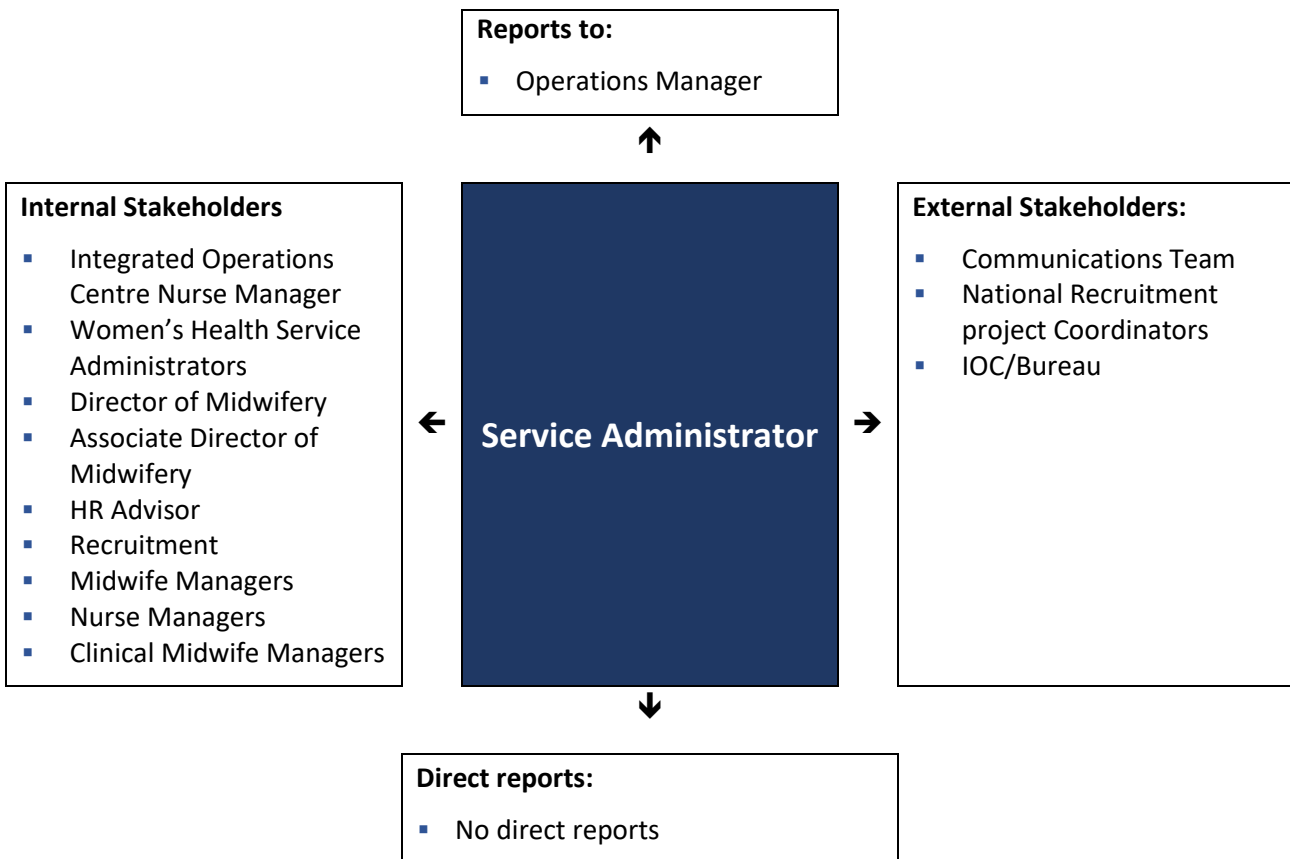 Reports to:
▪ Operations Manager
🡹
Internal Stakeholders
▪ Integrated Operations
Centre Nurse Manager
▪ Women’s Health Service
Administrators
▪ Director of Midwifery
▪ Associate Director of
Midwifery
▪ HR Advisor
▪ Recruitment
▪ Midwife Managers
▪ Nurse Managers
▪ Clinical Midwife Managers
🡸
Service Administrator
🡺
External Stakeholders:
▪ Communications Team
▪ National Recruitment
project Coordinators
▪ IOC/Bureau
🡻
Direct reports:
▪ No direct reports